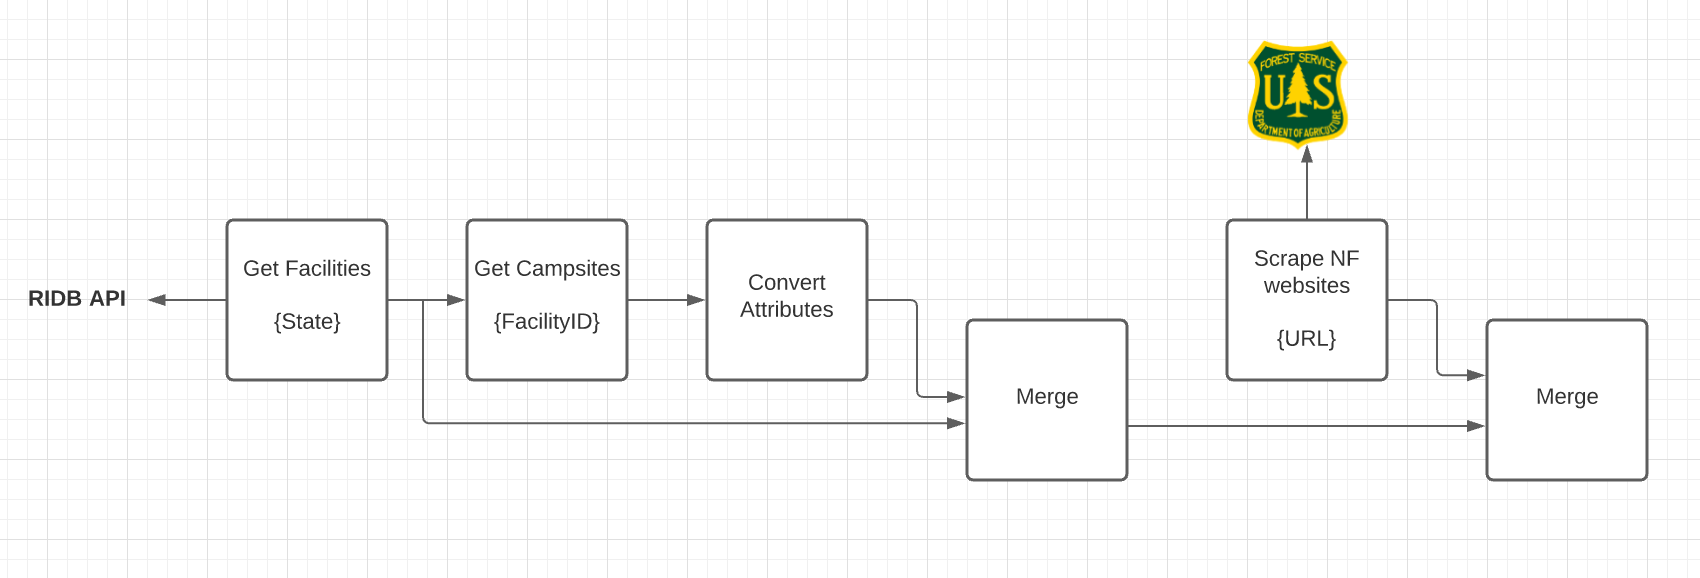 FOREST SERVICE
U S
DEPARTMENT OF AGRICULTURE
RIDB API
Get Facilities
{State}
Get Campsites
{FacilityID}
Convert
Attributes
Merge
Scrape NF
websites
{URL}
Merge